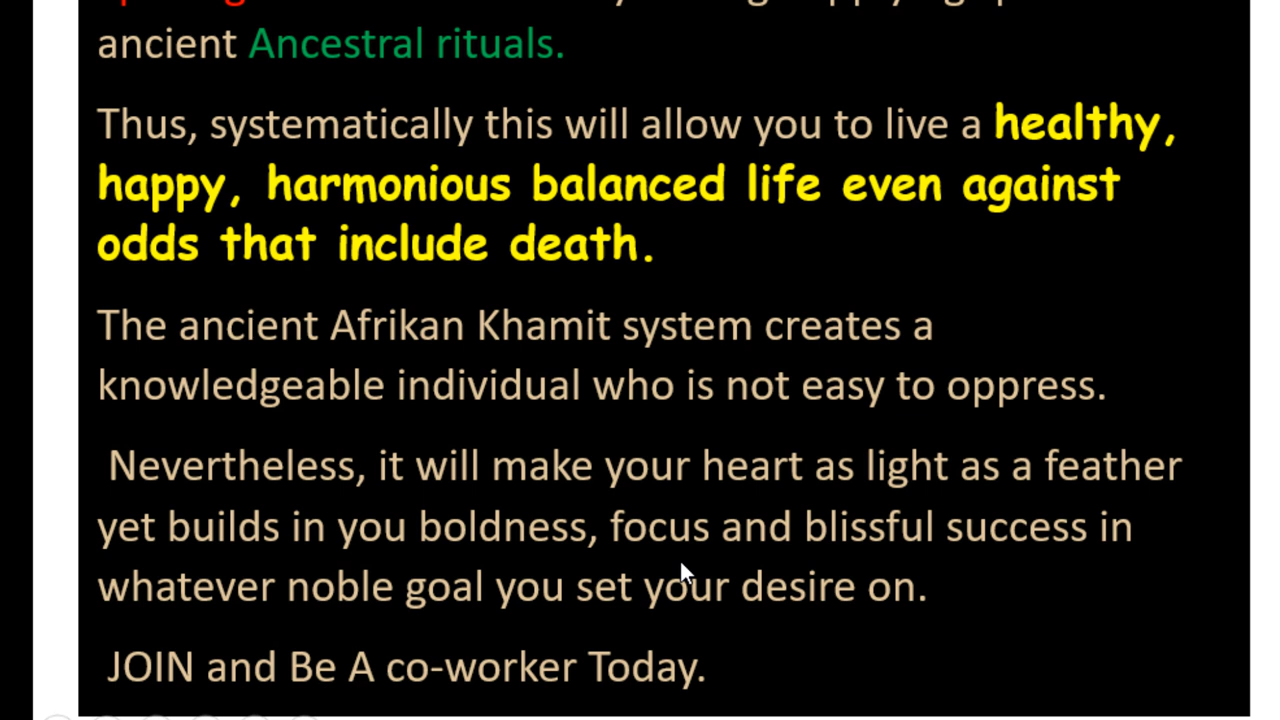 ancient Ancestral rituals.
Thus, systematically this will allow you to live a healthy,
happy, harmonious balanced life even against
odds that include death.
The ancient Afrikan Khamit system creates a
knowledgeable individual who is not easy to oppress.
Nevertheless, it will make your heart as light as a feather
yet builds in you boldness, focus and blissful success in
whatever noble goal you set your desire on.
JOIN and Be A co-worker Today.